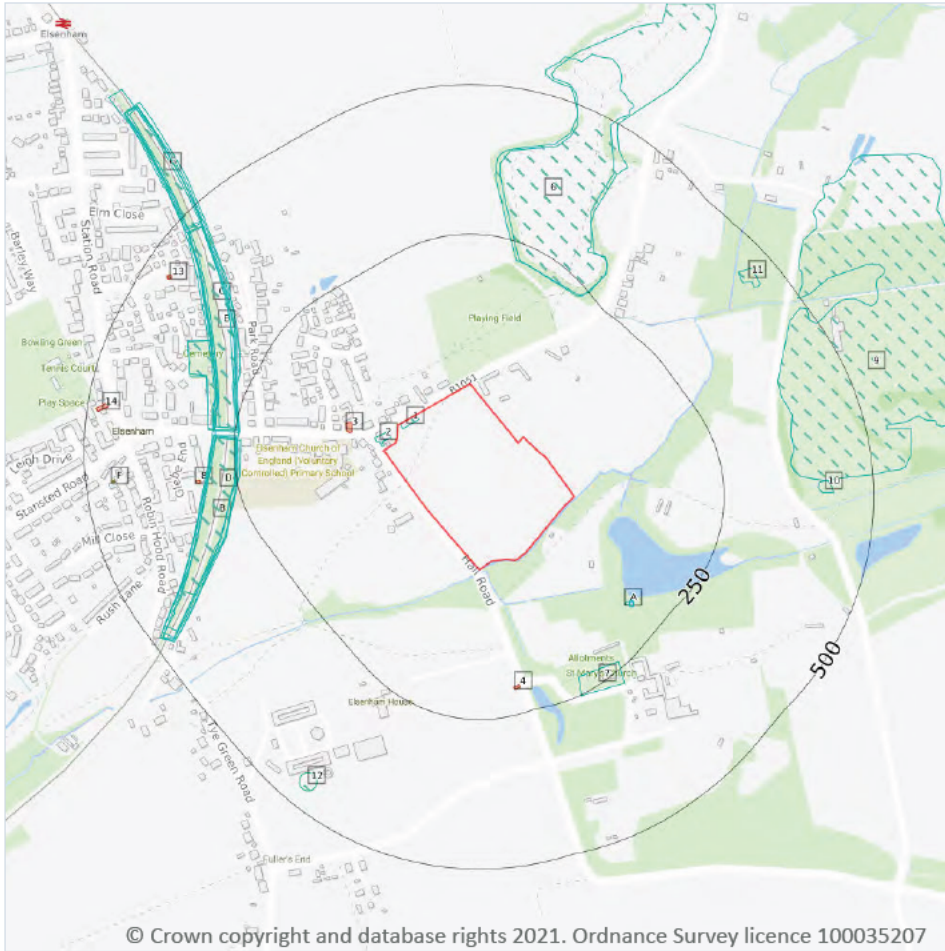 Elsenham
C
Elm Close
Station Road
Barley Way
6
13
11
C
E
Park Road
Playing Field
Bowling Green
Tennis Court
Cemetery
9
Play Space
14
B1051
1
3
2
Elsenham
Elsenham Church of
England (Voluntary
Controlled) Primary School
Leigh Drive
Stansted Road
F
E
D
10
B
Robin Hood Road
Mill Close
Hall Road
Rush Lane
A
250
500
Allotments
St Mary's Church
7
4
Elsenham House
Tye Green Road
12
Fuller's End
© Crown copyright and database rights 2021. Ordnance Survey licence 100035207